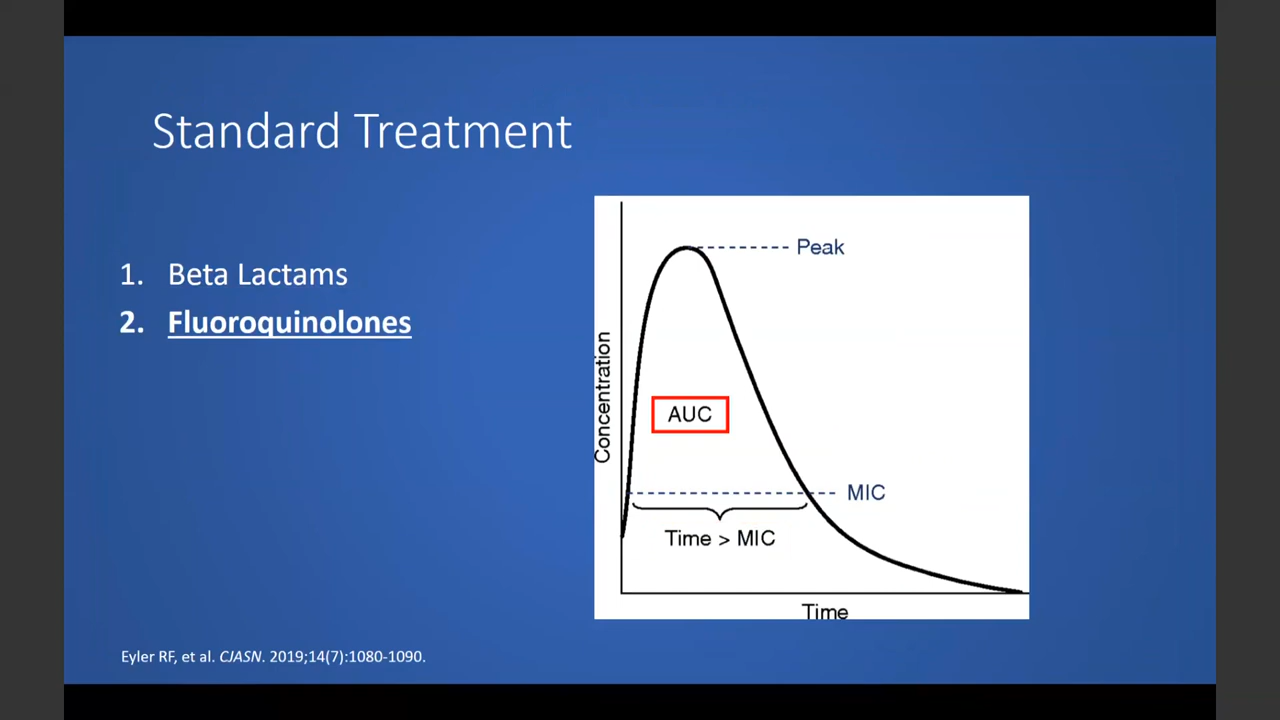 Standard Treatment
1. Beta Lactams
2. Fluoroquinolones
Peak
Concentration
AUC
MIC
Time > MIC
Time
Eyler RF, et al. CJASN. 2019;14(7):1080-1090.